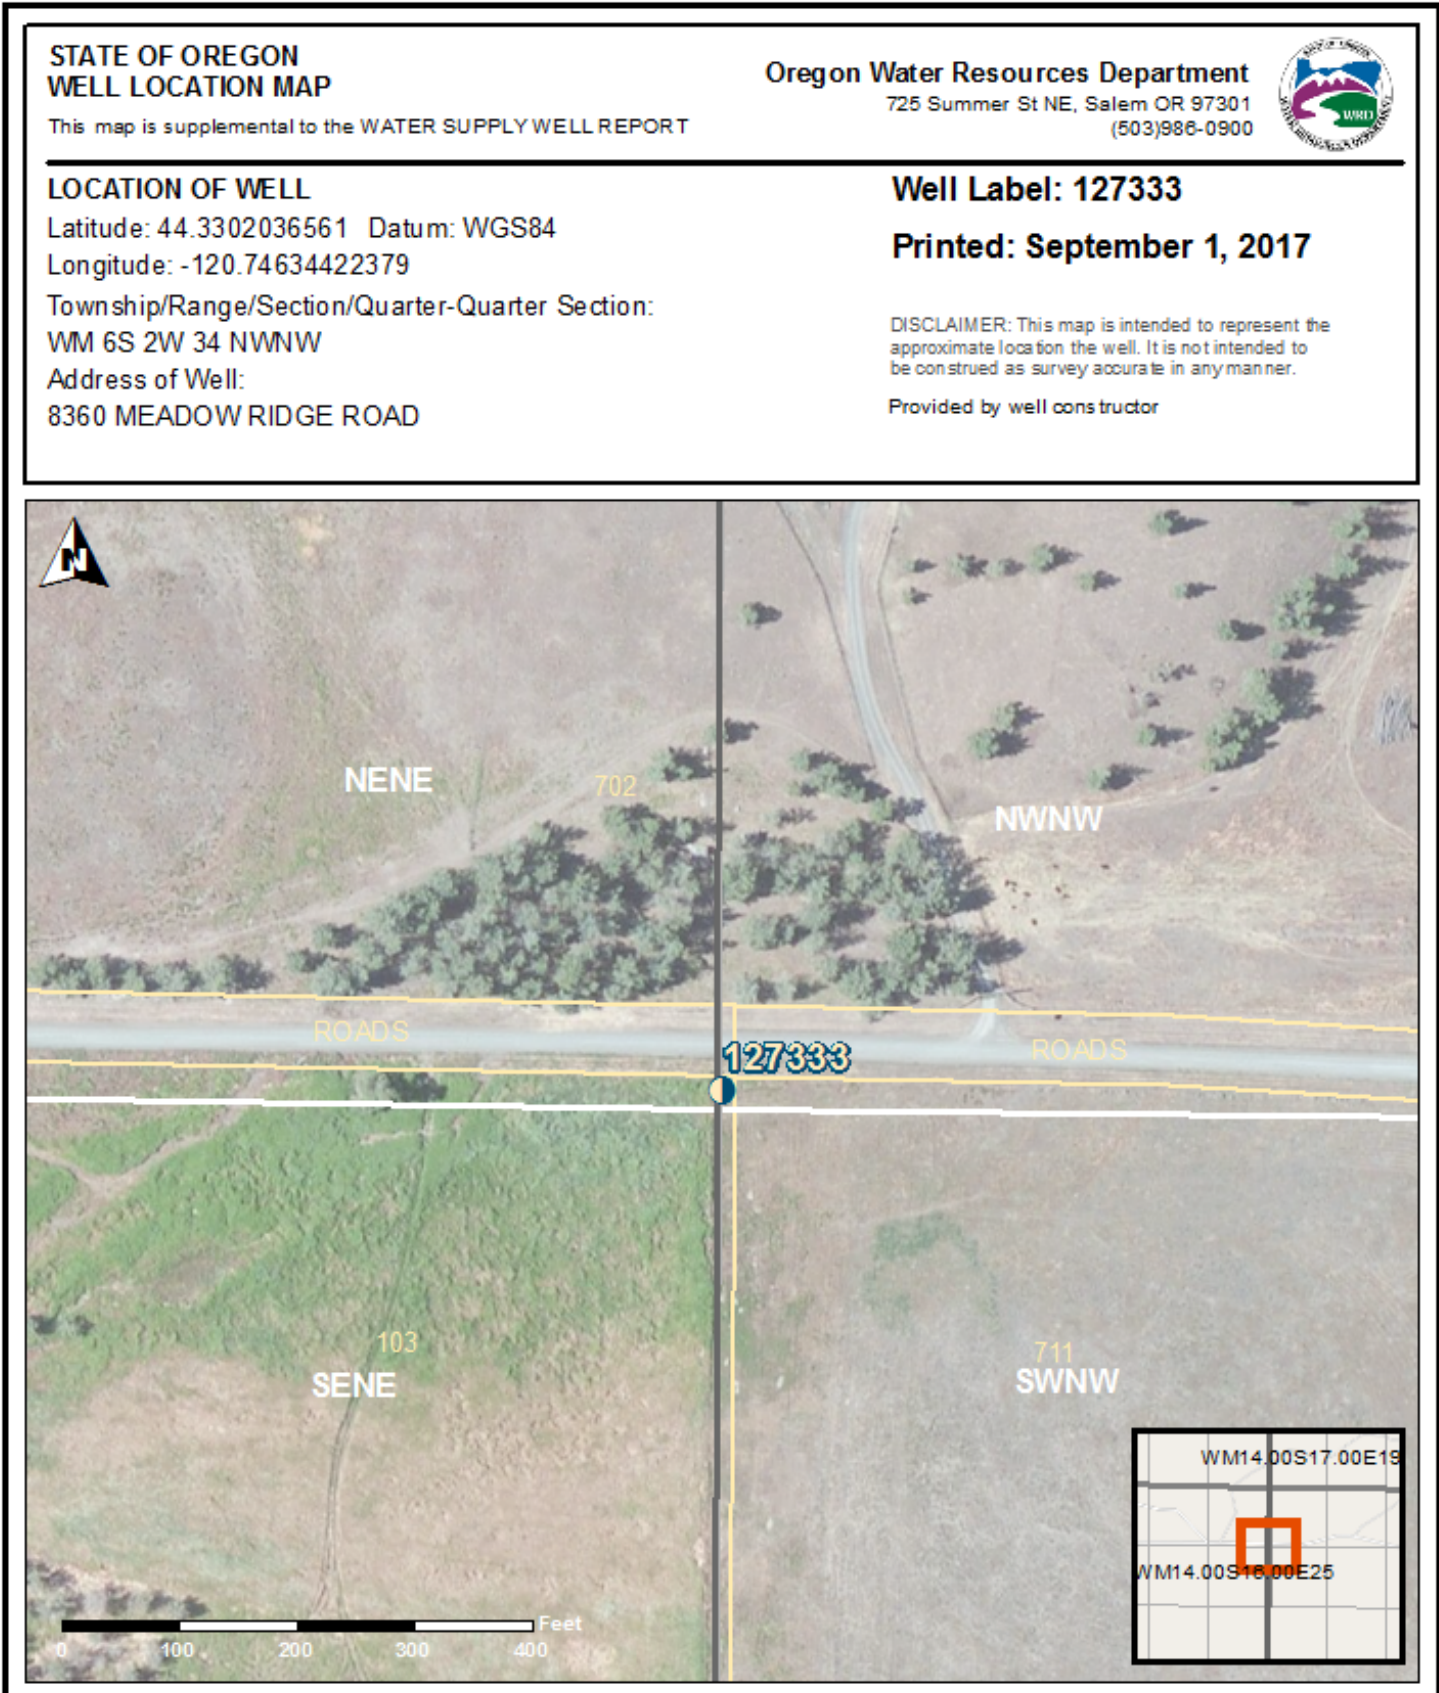 STATE OF OREGON
WELL LOCATION MAP
This map is supplemental to the WATER SUPPLY WELL REPORT
Oregon Water Resources Department
725 Summer St NE, Salem OR 97301
(503)986-0900
WRD
LOCATION OF WELL
Latitude: 44.3302036561 Datum: WGS84
Longitude: -120.74634422379
Township/Range/Section/Quarter-Quarter Section:
WM 6S 2W 34 NWNW
Address of Well:
8360 MEADOW RIDGE ROAD
Well Label: 127333
Printed: September 1, 2017
DISCLAIMER: This map is intended to represent the
approximate location the well. It is not intended to
be construed as survey accurate in any manner.
Provided by well constructor
N
NENE
702
NWNW
ROADS
127333
ROADS
103
SENE
711
SWNW
WM14.00S17.00E19
WM14.00S16.00E25
Feet
0 100 200 300 400